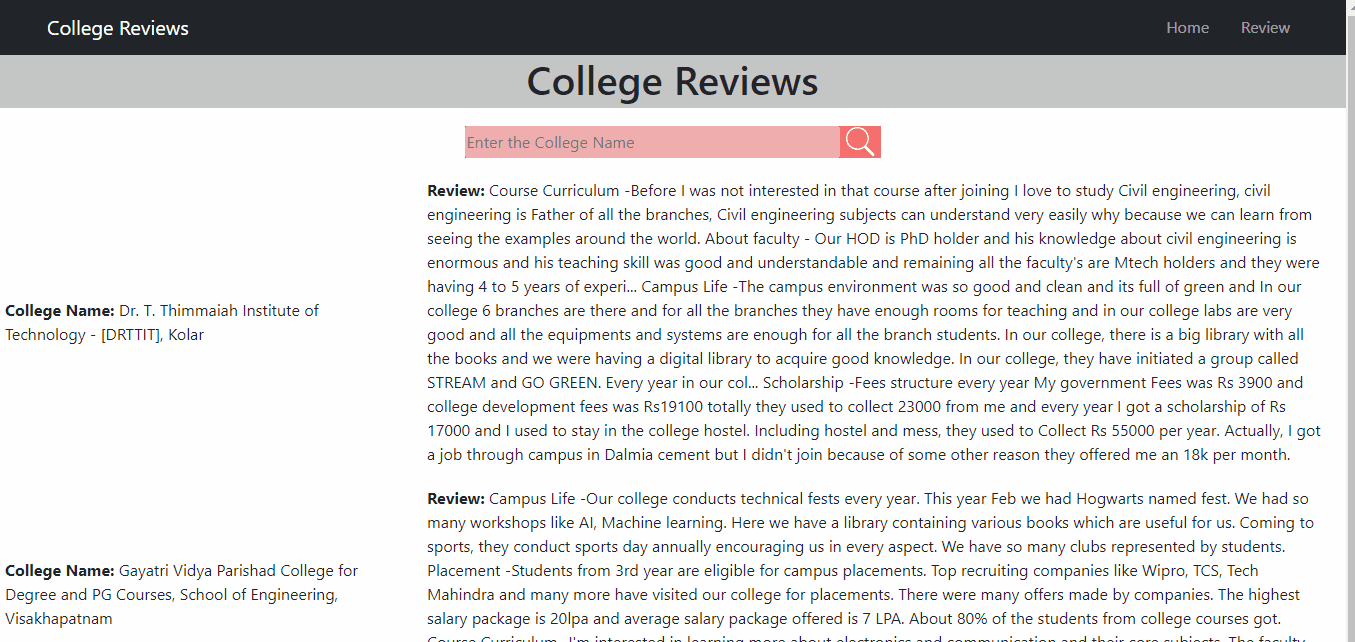 College Reviews
Home
Review
College Reviews
Enter the College Name
Review: Course Curriculum -Before I was not interested in that course after joining I love to study Civil engineering, civil
engineering is Father of all the branches, Civil engineering subjects can understand very easily why because we can learn from
seeing the examples around the world. About faculty - Our HOD is PhD holder and his knowledge about civil engineering is
enormous and his teaching skill was good and understandable and remaining all the faculty's are Mtech holders and they were
having 4 to 5 years of experi... Campus Life -The campus environment was so good and clean and its full of green and In our
college 6 branches are there and for all the branches they have enough rooms for teaching and in our college labs are very
good and all the equipments and systems are enough for all the branch students. In our college, there is a big library with all
the books and we were having a digital library to acquire good knowledge. In our college, they have initiated a group called
STREAM and GO GREEN. Every year in our col... Scholarship -Fees structure every year My government Fees was Rs 3900 and
college development fees was Rs19100 totally they used to collect 23000 from me and every year I got a scholarship of Rs
17000 and I used to stay in the college hostel. Including hostel and mess, they used to Collect Rs 55000 per year. Actually, I got
a job through campus in Dalmia cement but I didn't join because of some other reason they offered me an 18k per month.
College Name: Dr. T. Thimmaiah Institute of
Technology - [DRTTIT], Kolar
Review: Campus Life -Our college conducts technical fests every year. This year Feb we had Hogwarts named fest. We had so
many workshops like AI, Machine learning. Here we have a library containing various books which are useful for us. Coming to
sports, they conduct sports day annually encouraging us in every aspect. We have so many clubs represented by students.
Placement -Students from 3rd year are eligible for campus placements. Top recruiting companies like Wipro, TCS, Tech
Mahindra and many more have visited our college for placements. There were many offers made by companies. The highest
salary package is 20lpa and average salary package offered is 7 LPA. About 80% of the students from college courses got.
Course Curriculum -I'm interested in learning more about electronics and communication and their core subjects. The faculty
College Name: Gayatri Vidya Parishad College for
Degree and PG Courses, School of Engineering,
Visakhapatnam